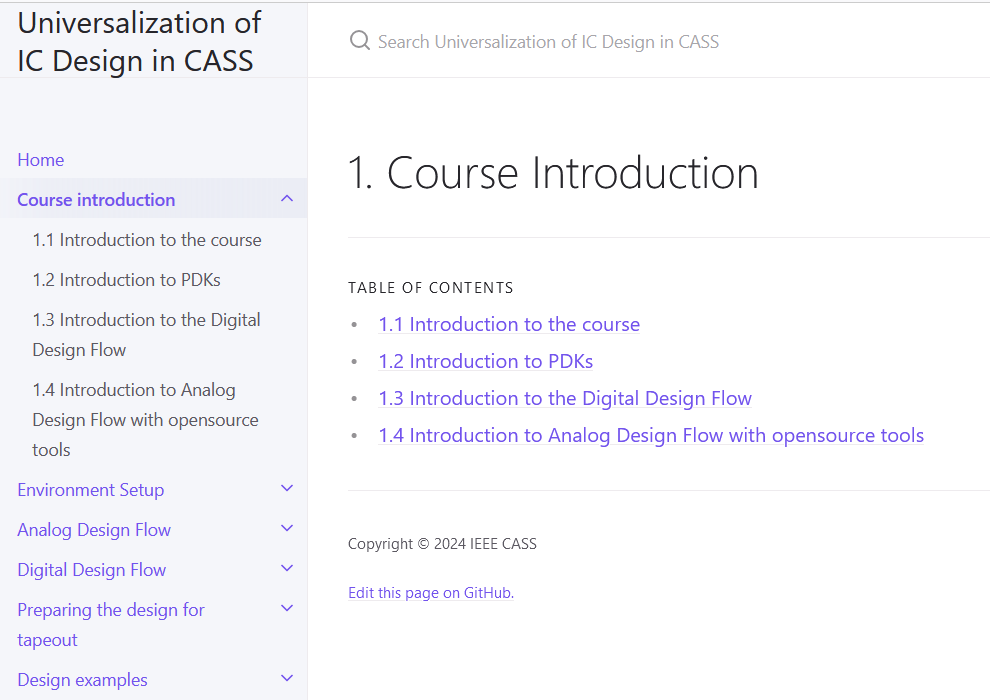 Universalization of
IC Design in CASS
Search Universalization of IC Design in CASS
Home
Course introduction
1.1 Introduction to the course
1.2 Introduction to PDKs
1.3 Introduction to the Digital
Design Flow
1.4 Introduction to Analog
Design Flow with opensource
tools
Environment Setup
Analog Design Flow
Digital Design Flow
Preparing the design for
tapeout
Design examples
1. Course Introduction
TABLE OF CONTENTS
• 1.1 Introduction to the course
• 1.2 Introduction to PDKs
• 1.3 Introduction to the Digital Design Flow
• 1.4 Introduction to Analog Design Flow with opensource tools
Copyright © 2024 IEEE CASS
Edit this page on GitHub.